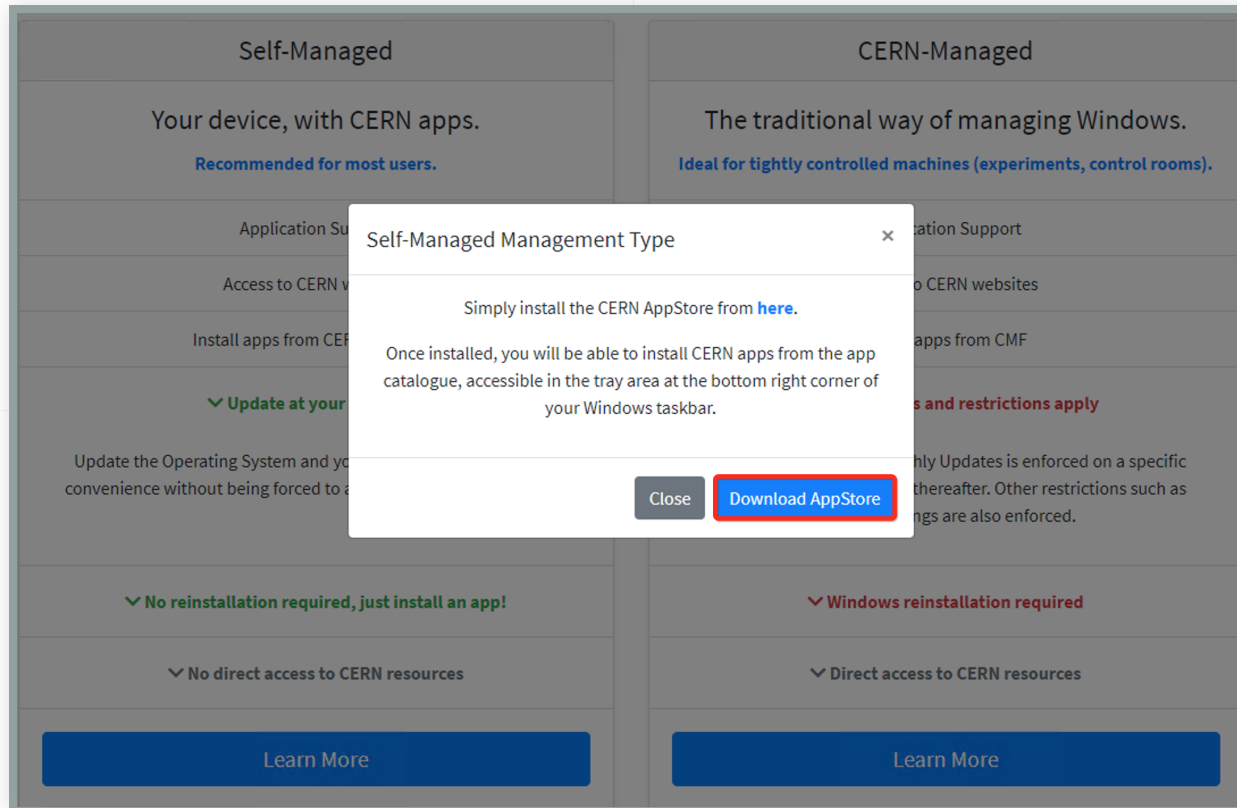 Self-Managed
Your device, with CERN apps.
Recommended for most users.
Application Su
Access to CERN w
Install apps from CER
Update at your
Update the Operating System and yo
convenience without being forced to a
No reinstallation required, just install an app!
No direct access to CERN resources
Learn More
CERN-Managed
The traditional way of managing Windows.
Ideal for tightly controlled machines (experiments, control rooms).
cation Support
o CERN websites
apps from CMF
s and restrictions apply
hly Updates is enforced on a specific
thereafter. Other restrictions such as
ngs are also enforced.
Windows reinstallation required
Direct access to CERN resources
Learn More
Self-Managed Management Type
×
Simply install the CERN AppStore from here.
Once installed, you will be able to install CERN apps from the app
catalogue, accessible in the tray area at the bottom right corner of
your Windows taskbar.
Close
Download AppStore